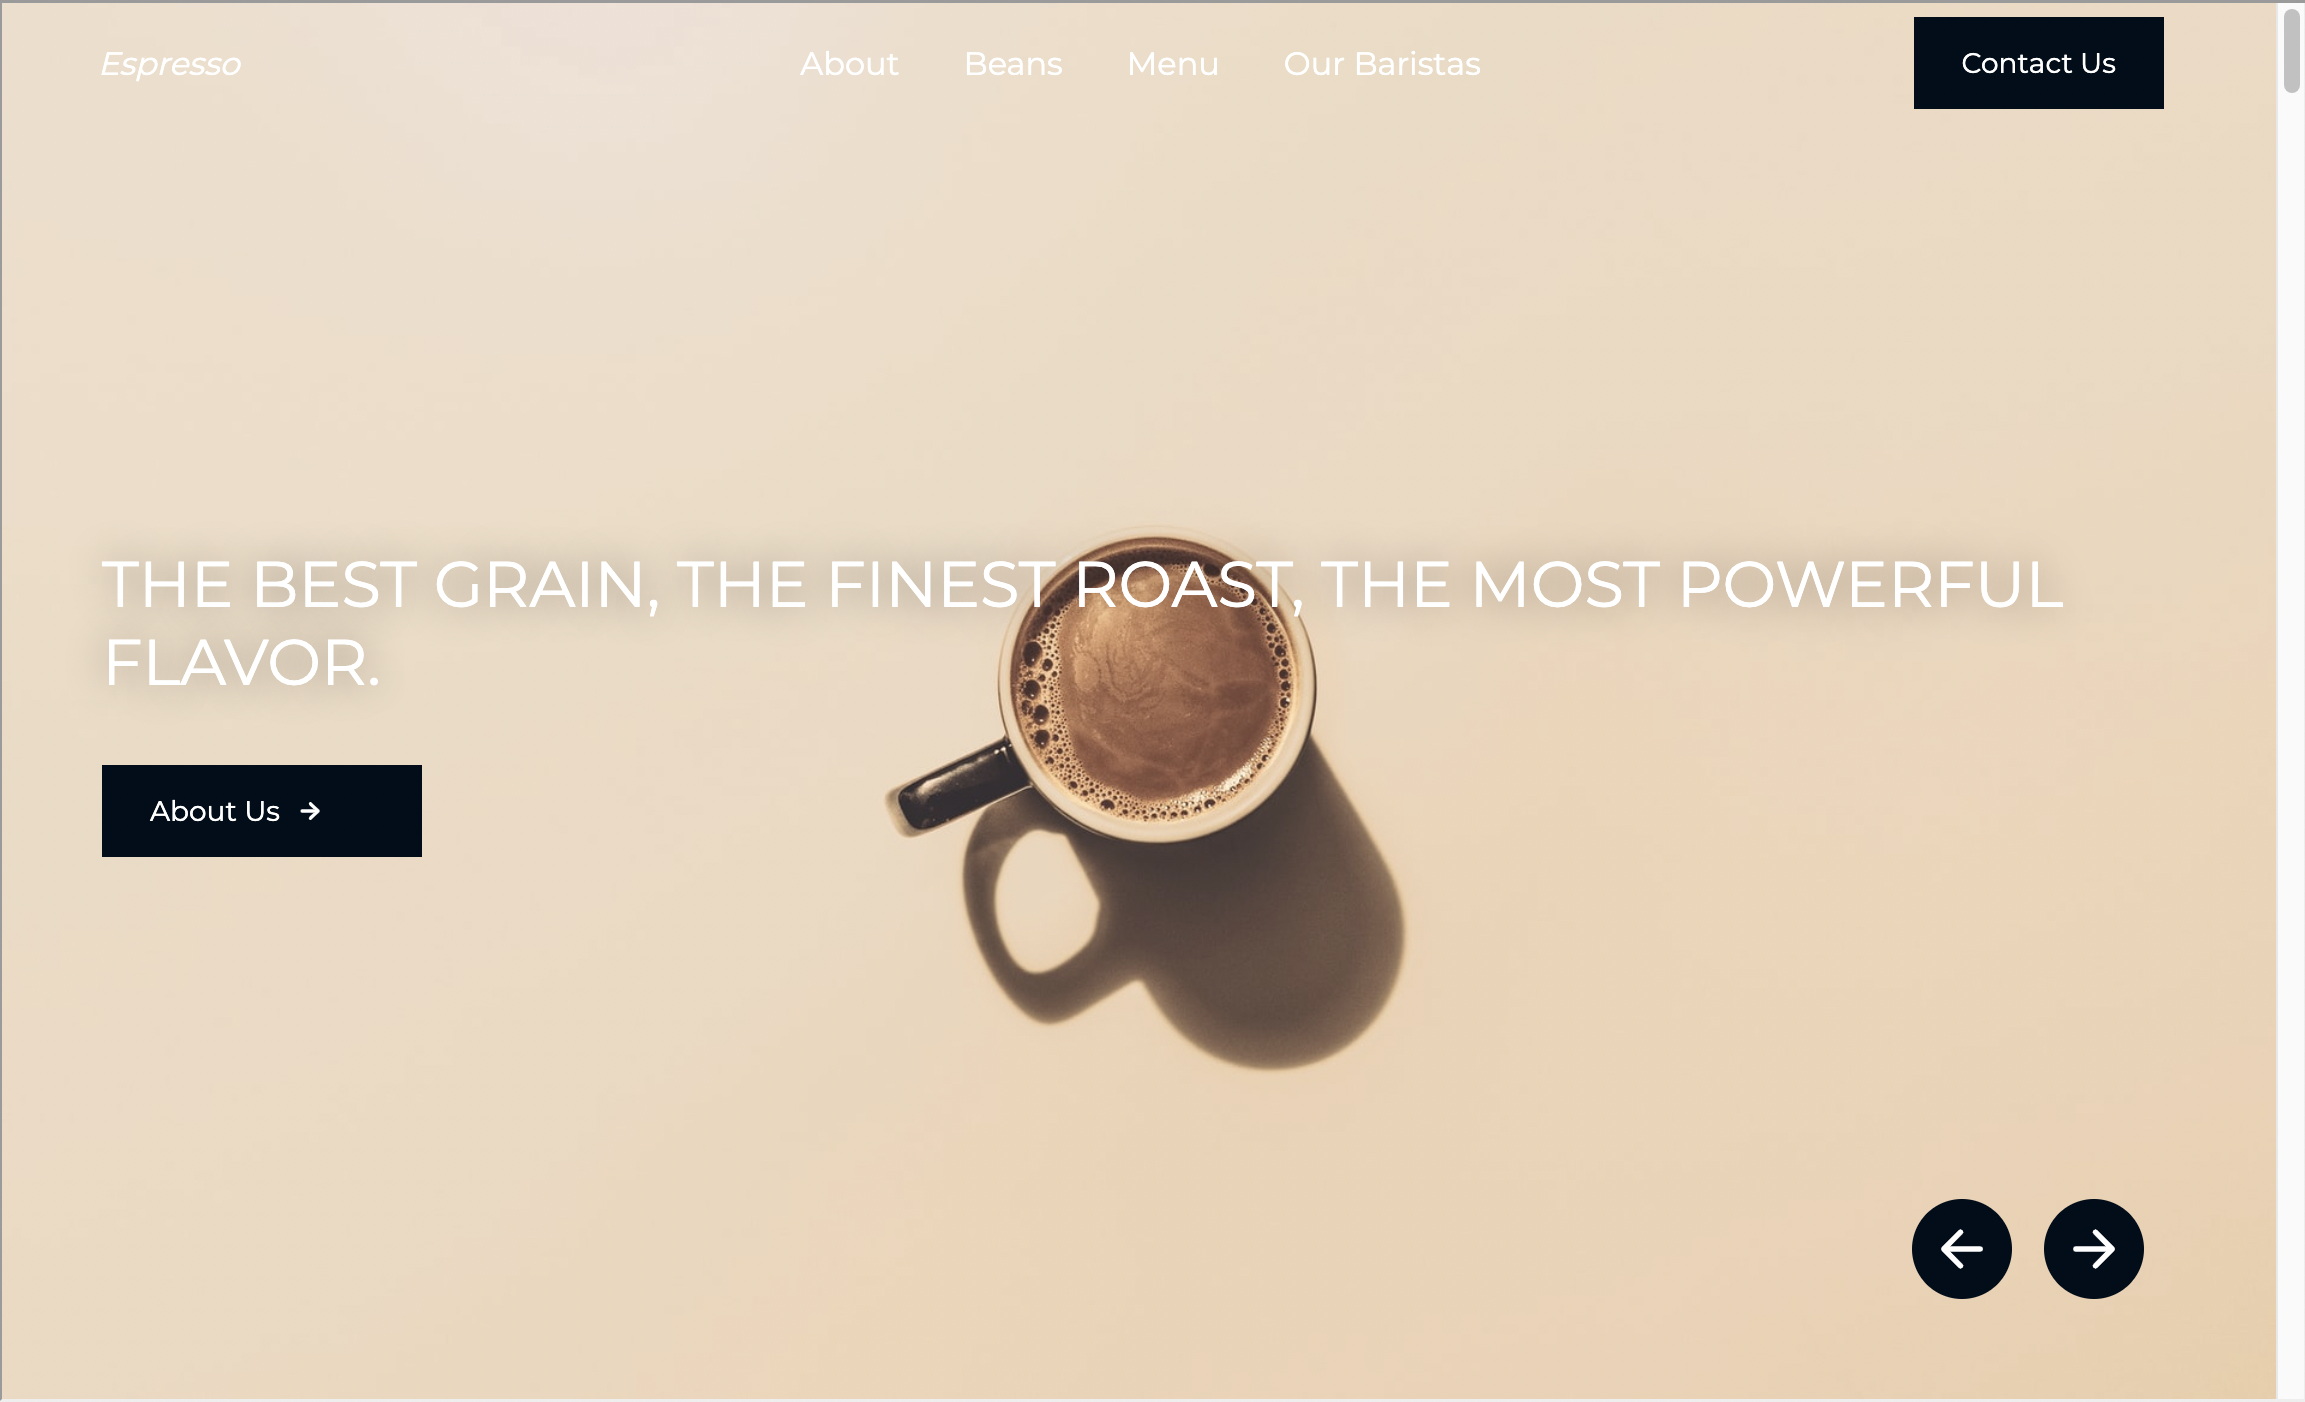 Espresso
About
Beans
Menu
Our Baristas
Contact Us
THE BEST GRAIN, THE FINEST ROAST, THE MOST POWERFUL
FLAVOR.
About Us